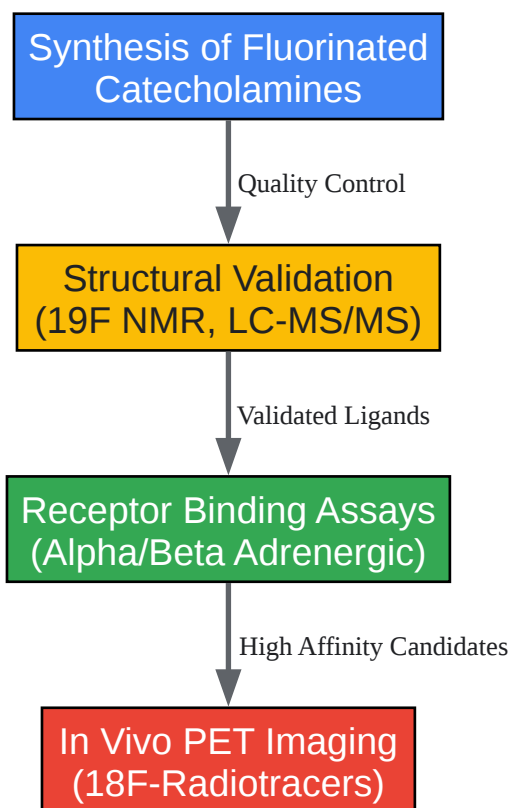 Synthesis of Fluorinated
Catecholamines
Quality Control
Structural Validation
(19F NMR, LC-MS/MS)
Validated Ligands
Receptor Binding Assays
(Alpha/Beta Adrenergic)
High Affinity Candidates
In Vivo PET Imaging
(18F-Radiotracers)